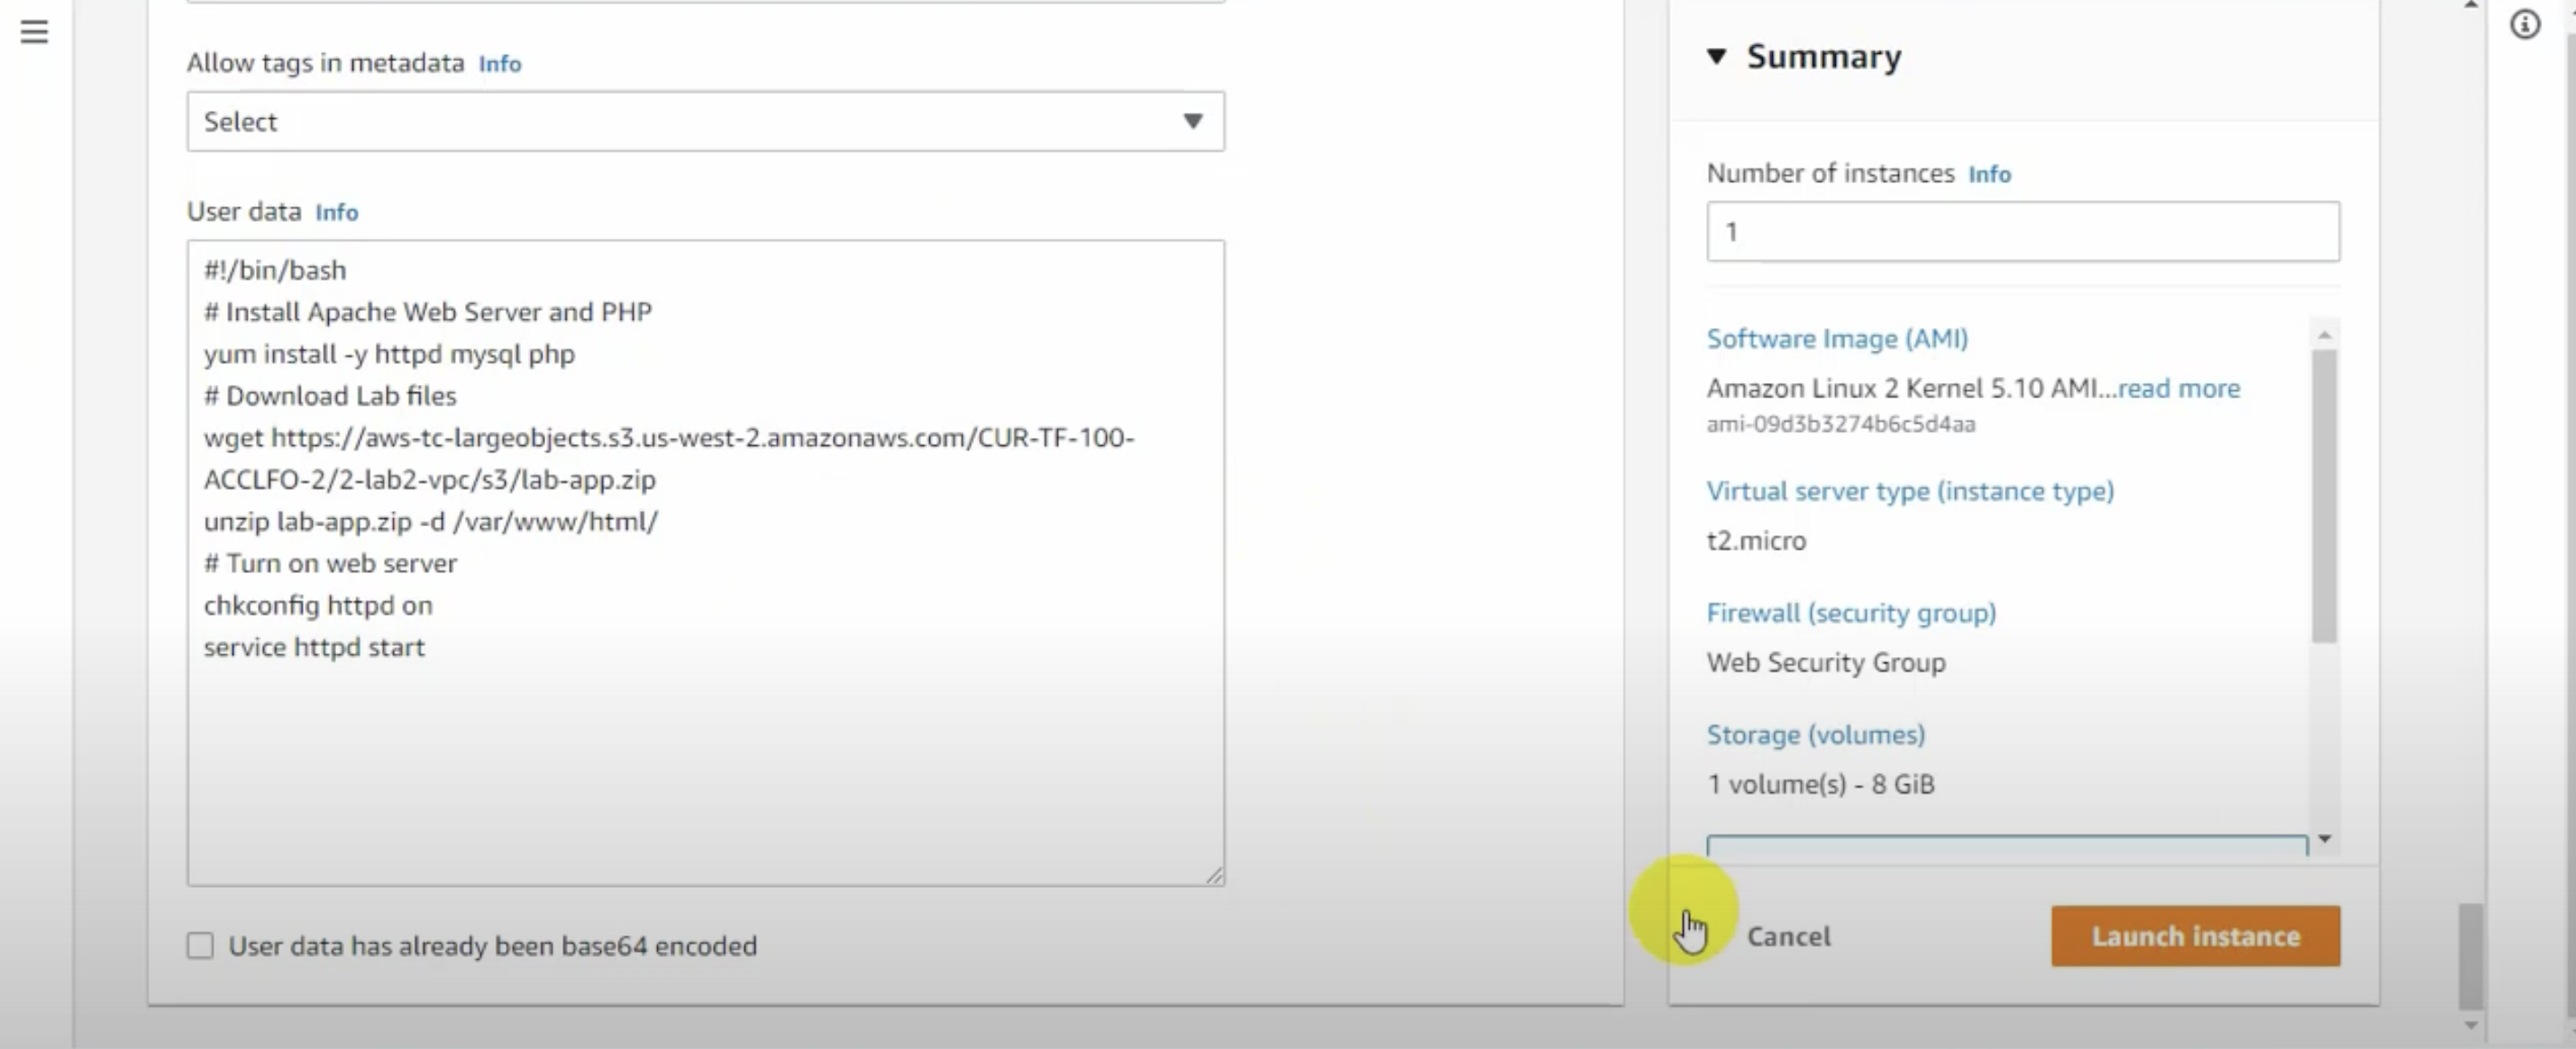 Allow tags in metadata Info
Select
User data Info
#!/bin/bash
# Install Apache Web Server and PHP
yum install -y httpd mysql php
# Download Lab files
wget https://aws-tc-largeobjects.s3.us-west-2.amazonaws.com/CUR-TF-100-
ACCLFO-2/2-lab2-vpc/s3/lab-app.zip
unzip lab-app.zip -d /var/www/html/
# Turn on web server
chkconfig httpd on
service httpd start
User data has already been base64 encoded
Summary
Number of instances Info
1
Software Image (AMI)
Amazon Linux 2 Kernel 5.10 AMI...read more
ami-09d3b3274b6c5d4aa
Virtual server type (instance type)
t2.micro
Firewall (security group)
Web Security Group
Storage (volumes)
1 volume(s) - 8 GiB
Cancel
Launch instance